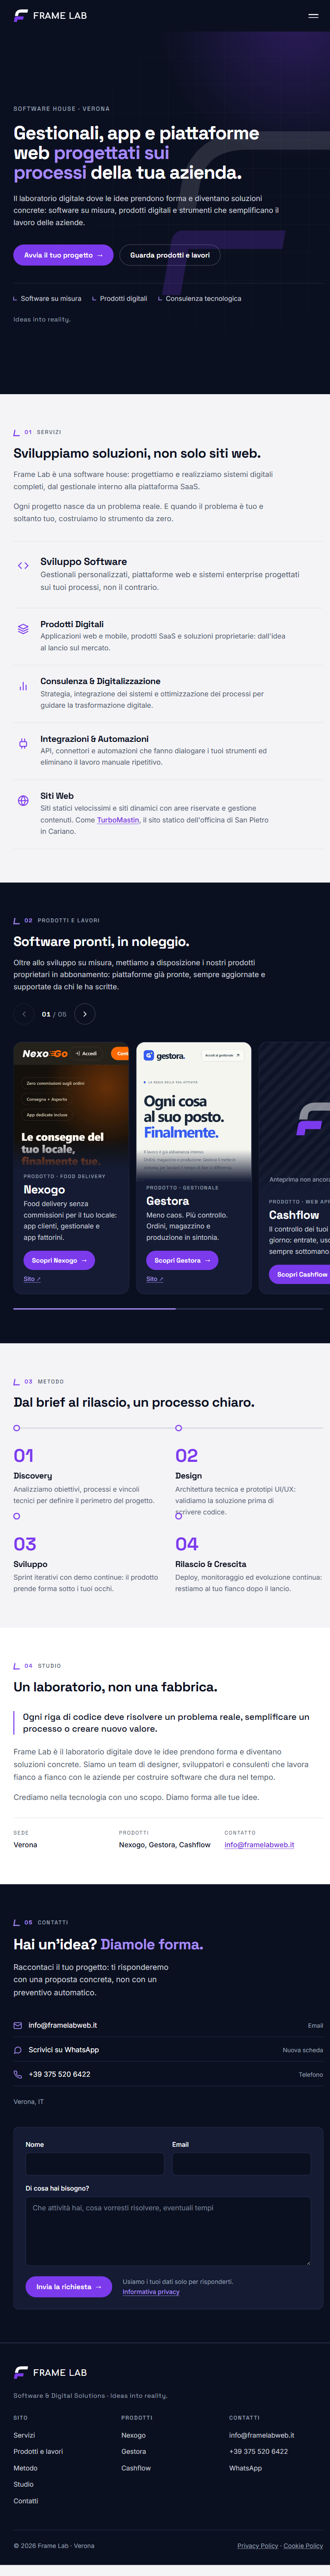 FRAME LAB
SOFTWARE HOUSE · VERONA
Gestionali, app e piattaforme
web progettati sui
processi della tua azienda.
Il laboratorio digitale dove le idee prendono forma e diventano soluzioni
concrete: software su misura, prodotti digitali e strumenti che semplificano il
lavoro delle aziende.
Avvia il tuo progetto →
Guarda prodotti e lavori
Software su misura
Prodotti digitali
Consulenza tecnologica
Ideas into reality.
01 SERVIZI
Sviluppiamo soluzioni, non solo siti web.
Frame Lab è una software house: progettiamo e realizziamo sistemi digitali
completi, dal gestionale interno alla piattaforma SaaS.
Ogni progetto nasce da un problema reale. E quando il problema è tuo e
soltanto tuo, costruiamo lo strumento da zero.
Sviluppo Software
Gestionali personalizzati, piattaforme web e sistemi enterprise progettati
sui tuoi processi, non il contrario.
Prodotti Digitali
Applicazioni web e mobile, prodotti SaaS e soluzioni proprietarie: dall'idea
al lancio sul mercato.
Consulenza & Digitalizzazione
Strategia, integrazione dei sistemi e ottimizzazione dei processi per
guidare la trasformazione digitale.
Integrazioni & Automazioni
API, connettori e automazioni che fanno dialogare i tuoi strumenti ed
eliminano il lavoro manuale ripetitivo.
Siti Web
Siti statici velocissimi e siti dinamici con aree riservate e gestione
contenuti. Come TurboMastin, il sito statico dell'officina di San Pietro
in Cariano.
02 PRODOTTI E LAVORI
Software pronti, in noleggio.
Oltre allo sviluppo su misura, mettiamo a disposizione i nostri prodotti
proprietari in abbonamento: piattaforme già pronte, sempre aggiornate e
supportate da chi le ha scritte.
01 / 05
NexoGo
Accedi
Cont
Zero commissioni sugli ordini
Consegna + Asporto
App dedicate incluse
Le consegne del
tuo locale,
finalmente tue.
PRODOTTO · FOOD DELIVERY
Nexogo
Food delivery senza
commissioni per il tuo locale:
app clienti, gestionale e
app fattorini.
Scopri Nexogo →
Sito ↗
gestora.
Accedi al gestionale
Ogni cosa
al suo posto.
Finalmente.
PRODOTTO · GESTIONALE
Gestora
Meno caos. Più controllo.
Ordini, magazzino e
produzione in sintonia.
Scopri Gestora →
Sito ↗
Anteprima non ancora
PRODOTTO · WEB APP
Cashflow
Il controllo dei tuoi
giorno: entrate, usc
sempre sottomano
Scopri Cashflow
03 METODO
Dal brief al rilascio, un processo chiaro.
01
Discovery
Analizziamo obiettivi, processi e vincoli
tecnici per definire il perimetro del progetto.
02
Design
Architettura tecnica e prototipi UI/UX:
validiamo la soluzione prima di
scrivere codice.
03
Sviluppo
Sprint iterativi con demo continue: il prodotto
prende forma sotto i tuoi occhi.
04
Rilascio & Crescita
Deploy, monitoraggio ed evoluzione continua:
restiamo al tuo fianco dopo il lancio.
04 STUDIO
Un laboratorio, non una fabbrica.
Ogni riga di codice deve risolvere un problema reale, semplificare un
processo o creare nuovo valore.
Frame Lab è il laboratorio digitale dove le idee prendono forma e diventano
soluzioni concrete. Siamo un team di designer, sviluppatori e consulenti che lavora
fianco a fianco con le aziende per costruire software che dura nel tempo.
Crediamo nella tecnologia con uno scopo. Diamo forma alle tue idee.
SEDE
Verona
PRODOTTI
Nexogo, Gestora, Cashflow
CONTATTO
info@framelabweb.it
05 CONTATTI
Hai un'idea? Diamole forma.
Raccontaci il tuo progetto: ti risponderemo
con una proposta concreta, non con un
preventivo automatico.
info@framelabweb.it
Email
Scrivici su WhatsApp
Nuova scheda
+39 375 520 6422
Telefono
Verona, IT
Nome
Email
Di cosa hai bisogno?
Che attività hai, cosa vorresti risolvere, eventuali tempi
Invia la richiesta →
Usiamo i tuoi dati solo per risponderti.
Informativa privacy
FRAME LAB
Software & Digital Solutions · Ideas into reality.
SITO
Servizi
Prodotti e lavori
Metodo
Studio
Contatti
PRODOTTI
Nexogo
Gestora
Cashflow
CONTATTI
info@framelabweb.it
+39 375 520 6422
WhatsApp
© 2026 Frame Lab · Verona
Privacy Policy · Cookie Policy